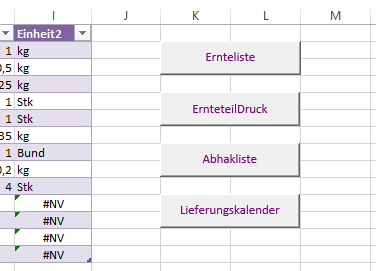 I J K L M
Einheit2
1 kg
0,5 kg
25 kg
1 Stk
1 Stk
35 kg
1 Bund
0,2 kg
4 Stk
#NV
#NV
#NV
#NV
Ernteliste
ErnteteilDruck
Abhakliste
Lieferungskalender